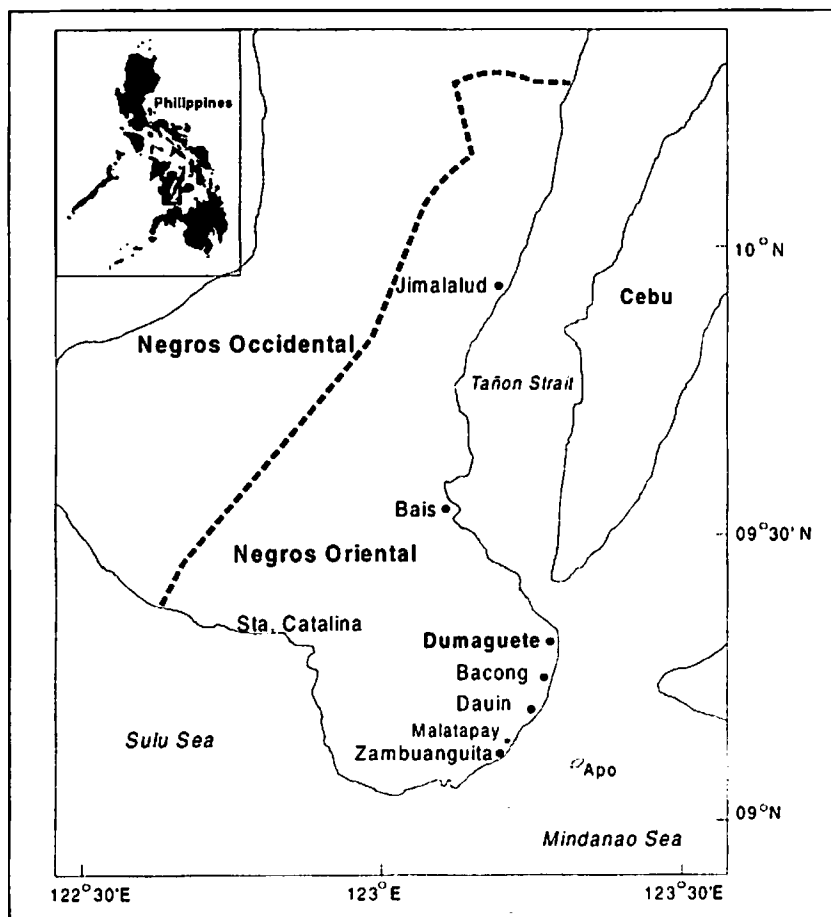 Philippines
10°N
Jimalalud
Cebu
Negros Occidental
Tañon Strait
Bais
09°30'N
Negros Oriental
Sta. Catalina
Dumaguete
Bacong
Dauin
Malatapay
Sulu Sea
Zambuanguita
Apo
09°N
Mindanao Sea
122°30'E
123°E
123°30'E